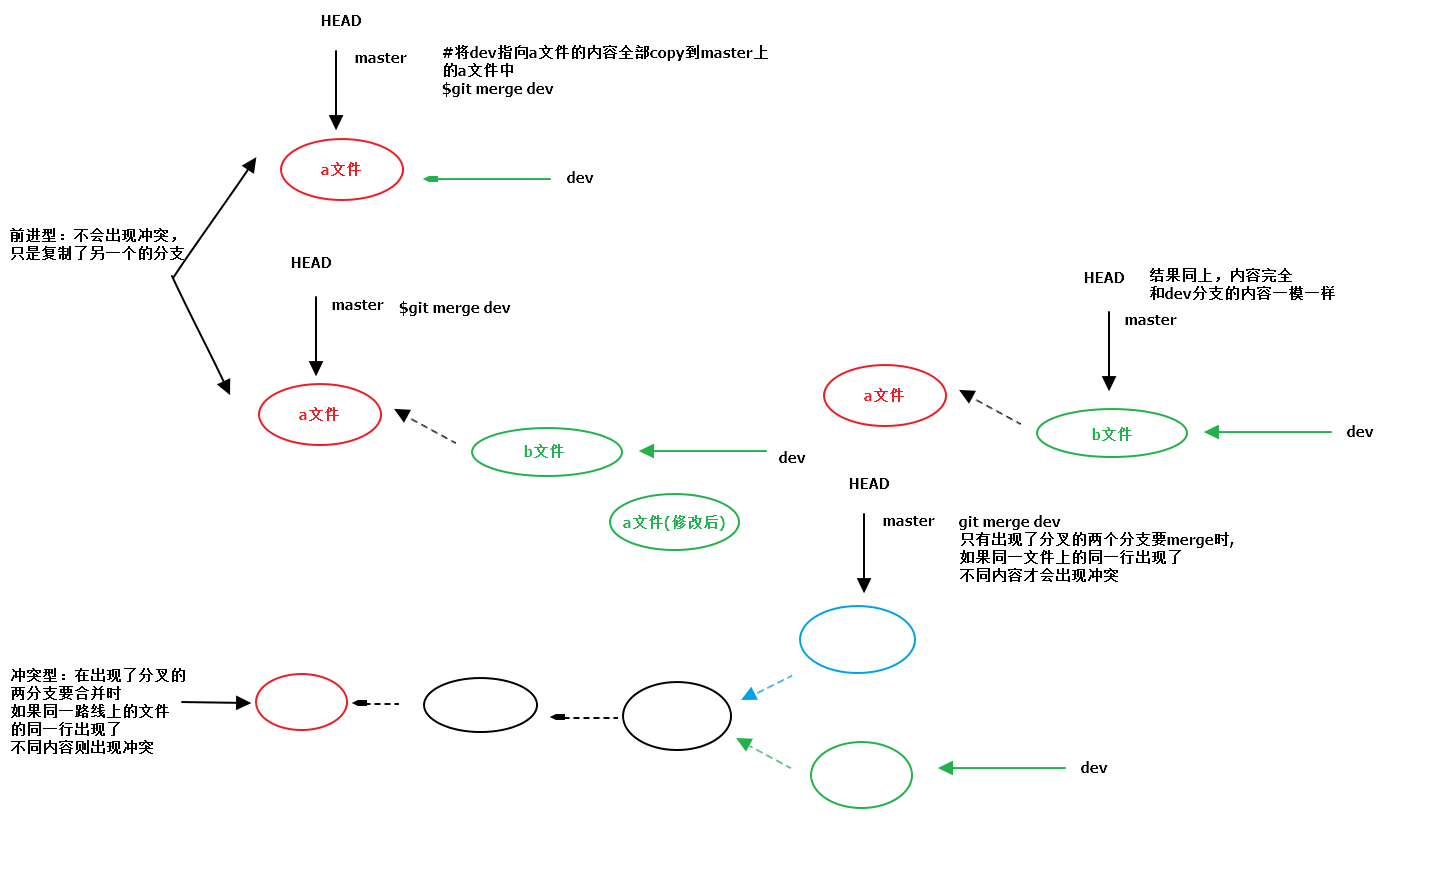 HEAD
master
#将dev指向a文件的内容全部copy到master上
的a文件中
$git merge dev
a文件
dev
前进型：不会出现冲突，
只是复制了另一个的分支
HEAD
master
$git merge dev
a文件
b文件
dev
a文件(修改后)
HEAD
结果同上，内容完全
和dev分支的内容一模一样
master
a文件
b文件
dev
HEAD
master
git merge dev
只有出现了分叉的两个分支要merge时,
如果同一文件上的同一行出现了
不同内容才会出现冲突
冲突型：在出现了分叉的
两分支要合并时
如果同一路线上的文件
的同一行出现了
不同内容则出现冲突
dev